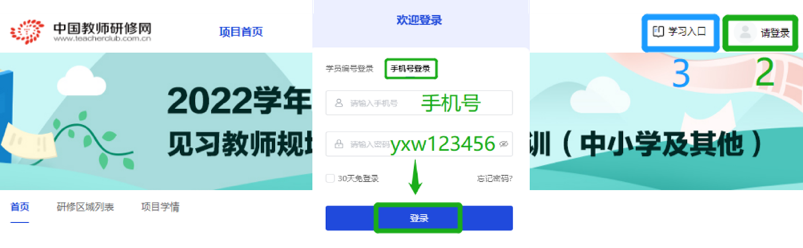 中国教师研修网
www.teacherclub.com.cn
项目首页
欢迎登录
学习入口
请登录
3
2
学员编号登录
手机号登录
2022学年
请输入手机号
手机号
见习教师规
训（中小学及其他）
请输入密码
yxw123456
30天免登录
忘记密码?
登录
首页
研修区域列表
项目学情